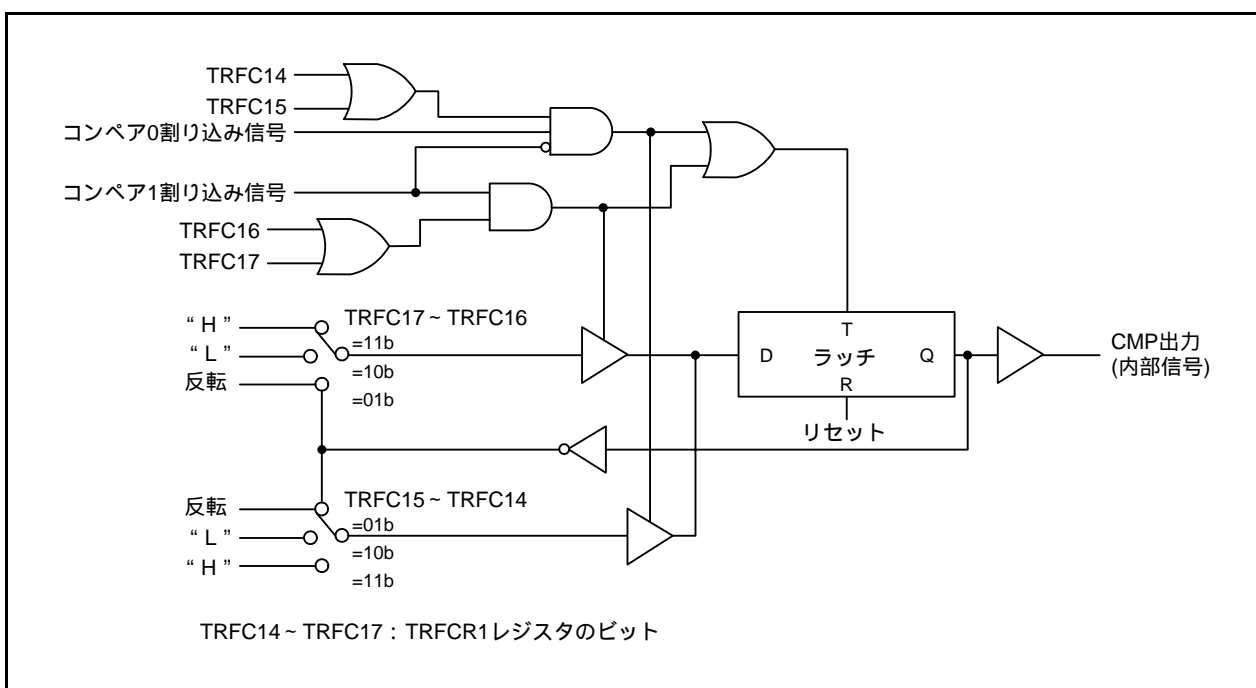 TRFC14
TRFC15
コンペア0割り込み信号
コンペア1割り込み信号
TRFC16
TRFC17
“ H ”
“ L ”
反転
TRFC17 ~ TRFC16
=11b
=10b
=01b
T
D
ラッチ
Q
R
リセット
CMP出力
(内部信号)
反転
“ L ”
“ H ”
TRFC15 ~ TRFC14
=01b
=10b
=11b
TRFC14 ~ TRFC17 : TRFCR1レジスタのビット